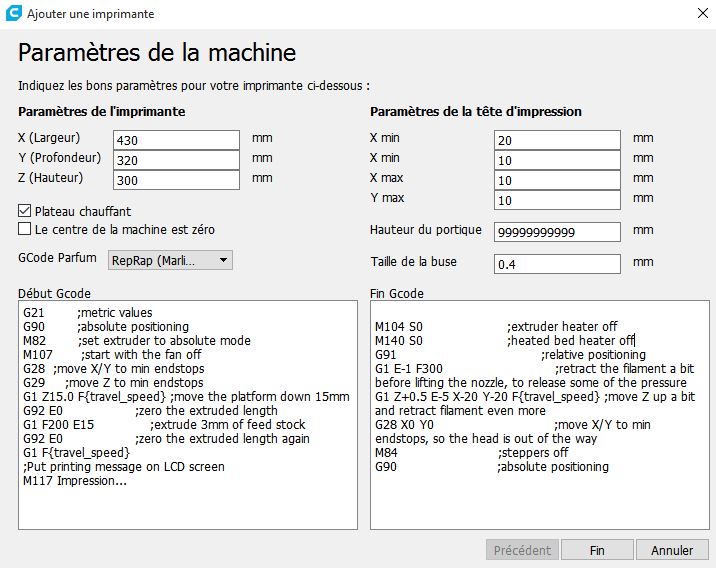 Ajouter une imprimante
Paramètres de la machine
Indiquez les bons paramètres pour votre imprimante ci-dessous :
Paramètres de l'imprimante
X (Largeur) 430 mm
Y (Profondeur) 320 mm
Z (Hauteur) 300 mm
Plateau chauffant
Le centre de la machine est zéro
GCode Parfum RepRap (Marli...
Paramètres de la tête d'impression
X min 20 mm
X min 10 mm
X max 10 mm
Y max 10 mm
Hauteur du portique 99999999999 mm
Taille de la buse 0.4 mm
Début Gcode
G21 ;metric values
G90 ;absolute positioning
M82 ;set extruder to absolute mode
M107 ;start with the fan off
G28 ;move X/Y to min endstops
G29 ;move Z to min endstops
G1 Z15.0 F{travel_speed} ;move the platform down 15mm
G92 E0 ;zero the extruded length
G1 F200 E15 ;extrude 3mm of feed stock
G92 E0 ;zero the extruded length again
G1 F{travel_speed}
;Put printing message on LCD screen
M117 Impression...
Fin Gcode
M104 S0 ;extruder heater off
M140 S0 ;heated bed heater off
G91 ;relative positioning
G1 E-1 F300 ;retract the filament a bit
before lifting the nozzle, to release some of the pressure
G1 Z+0.5 E-5 X-20 Y-20 F{travel_speed} ;move Z up a bit
and retract filament even more
G28 X0 Y0 ;move X/Y to min
endstops, so the head is out of the way
M84 ;steppers off
G90 ;absolute positioning
Précédent Fin Annuler